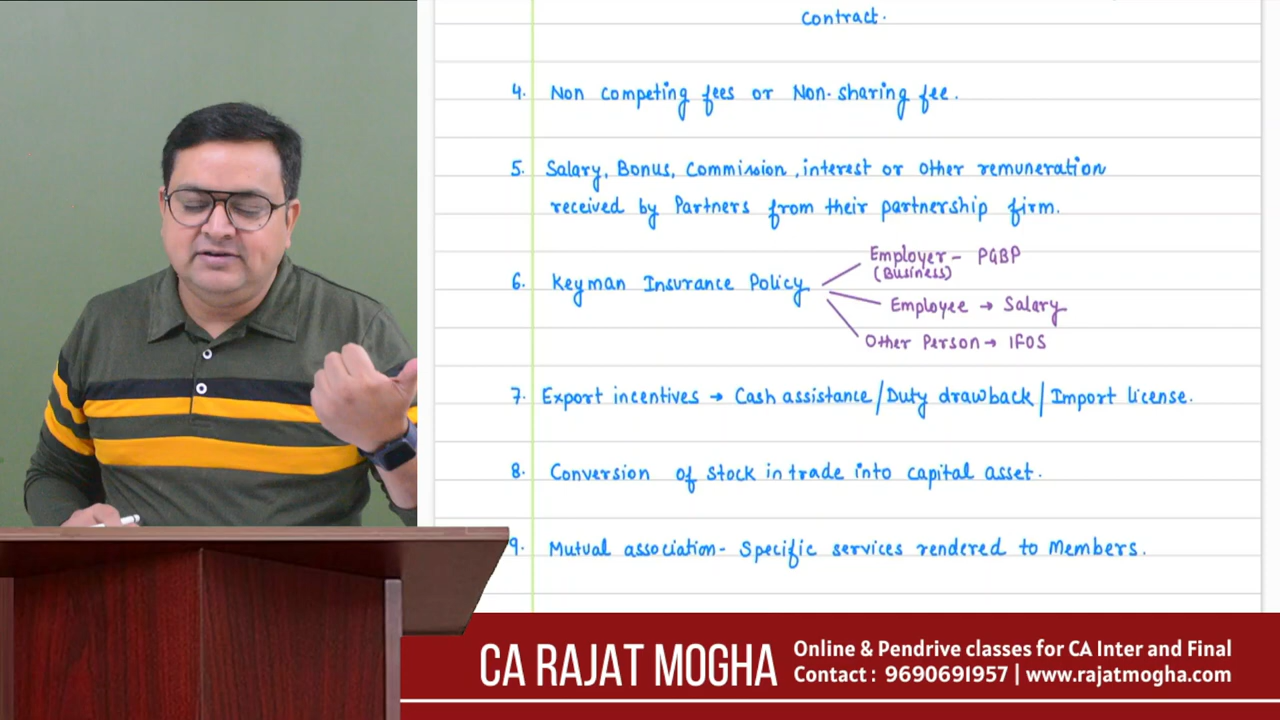 contract.
4. Non competing fees or Non-sharing fee.
5. Salary, Bonus, Commission, interest or other remuneration
received by Partners from their partnership firm.
6. Keyman Insurance Policy
Employer - PGBP
(Business)
Employee → Salary
Other Person → IFOS
7. Export incentives → Cash assistance/Duty drawback/Import license.
8. Conversion of stock in trade into capital asset.
9. Mutual association - Specific services rendered to Members.
CA RAJAT MOGHA
Online & Pendrive classes for CA Inter and Final
Contact : 9690691957 | www.rajatmogha.com